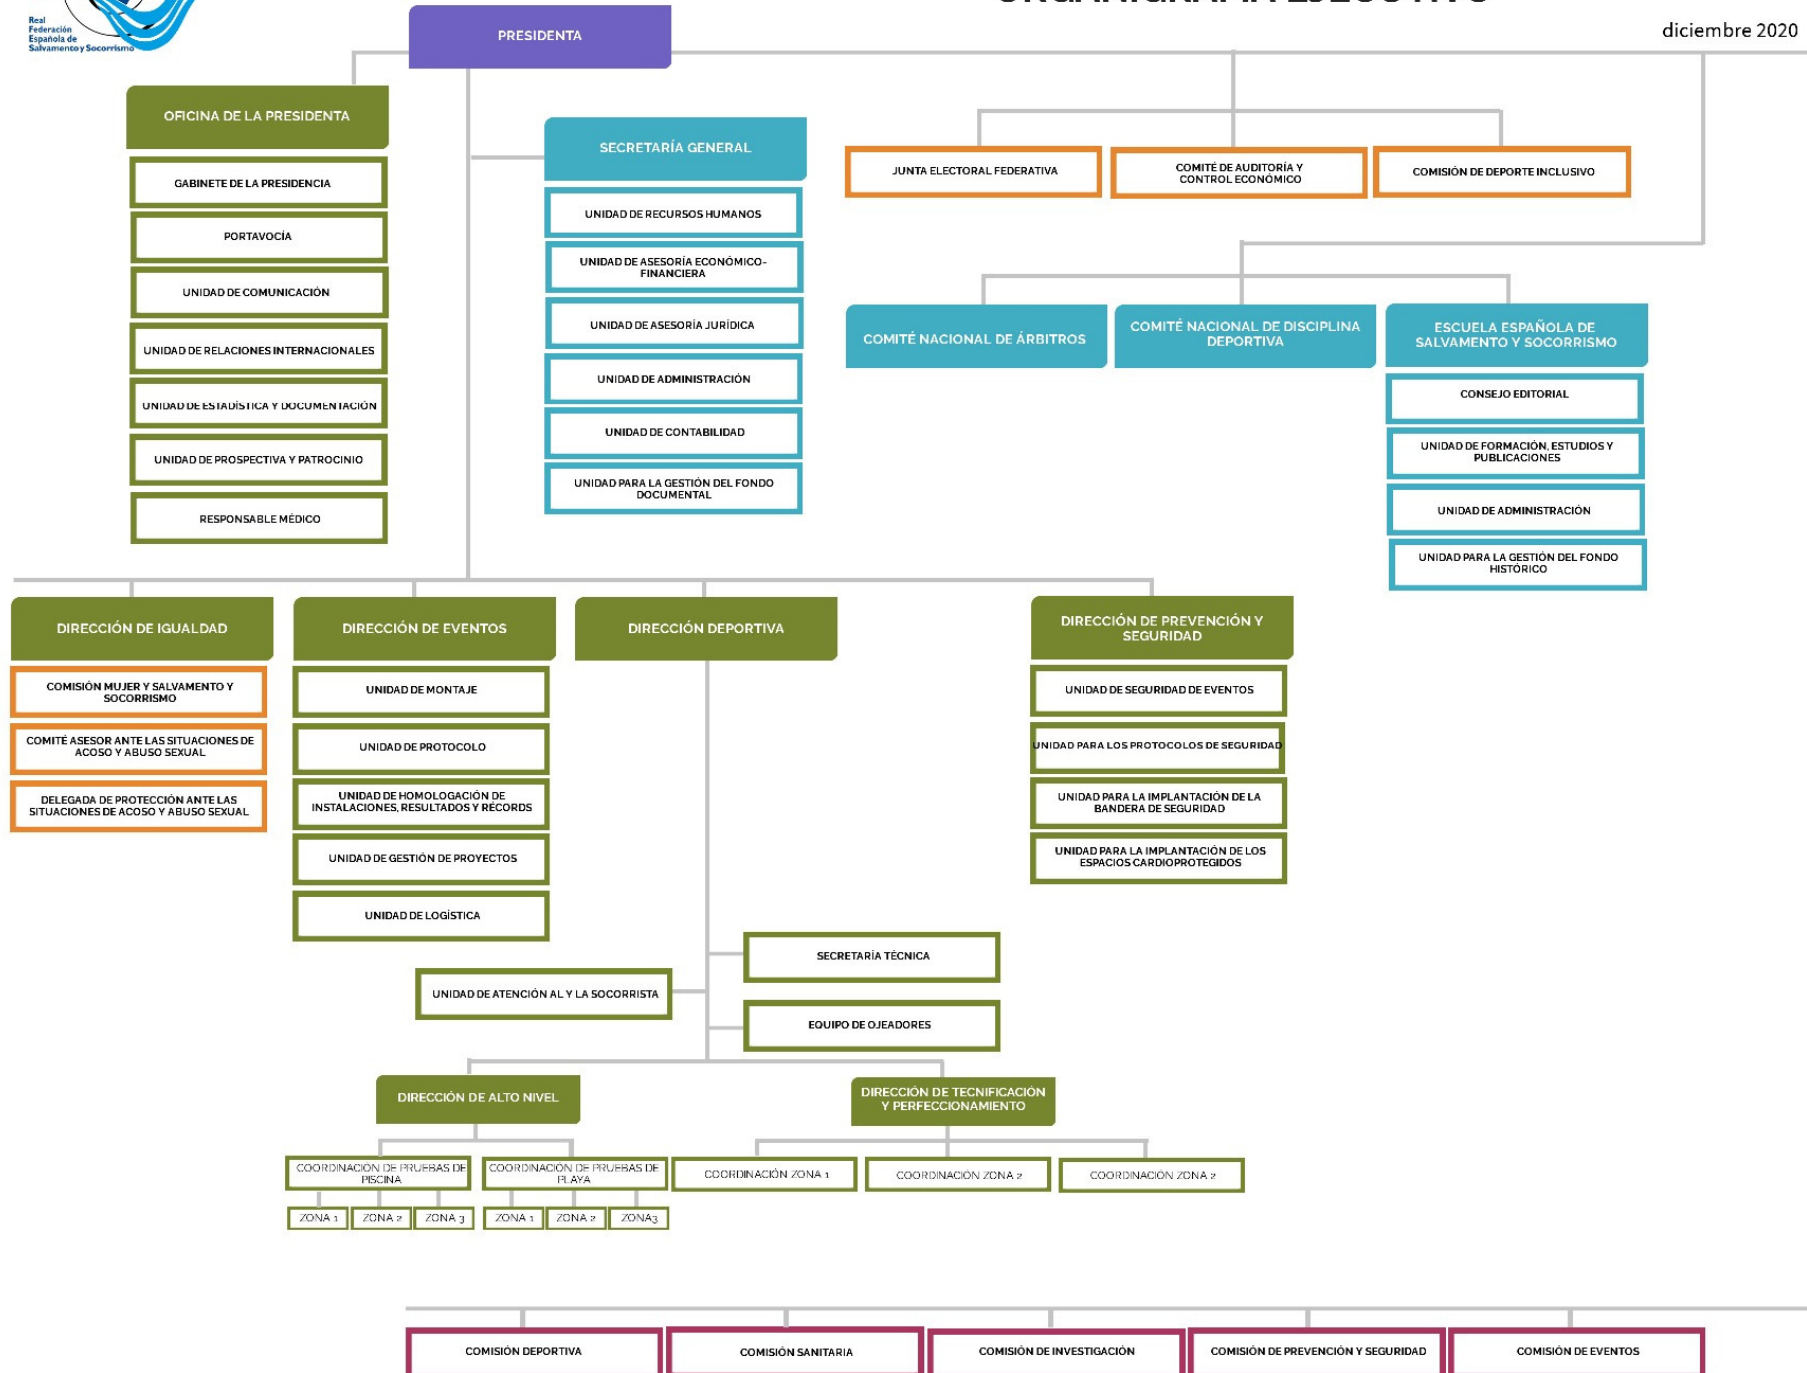 Real
Federación
Española de
Salvamento y Socorrismo
ORGANIGRAMA EJECUTIVO
diciembre 2020
PRESIDENTA
OFICINA DE LA PRESIDENTA
GABINETE DE LA PRESIDENCIA
PORTAVOCÍA
UNIDAD DE COMUNICACIÓN
UNIDAD DE RELACIONES INTERNACIONALES
UNIDAD DE ESTADÍSTICA Y DOCUMENTACIÓN
UNIDAD DE PROSPECTIVA Y PATROCINIO
RESPONSABLE MÉDICO
SECRETARÍA GENERAL
UNIDAD DE RECURSOS HUMANOS
UNIDAD DE ASESORÍA ECONÓMICO-
FINANCIERA
UNIDAD DE ASESORÍA JURÍDICA
UNIDAD DE ADMINISTRACIÓN
UNIDAD DE CONTABILIDAD
UNIDAD PARA LA GESTIÓN DEL FONDO
DOCUMENTAL
JUNTA ELECTORAL FEDERATIVA
COMITÉ DE AUDITORÍA Y
CONTROL ECONÓMICO
COMISIÓN DE DEPORTE INCLUSIVO
COMITÉ NACIONAL DE ÁRBITROS
COMITÉ NACIONAL DE DISCIPLINA
DEPORTIVA
ESCUELA ESPAÑOLA DE
SALVAMENTO Y SOCORRISMO
CONSEJO EDITORIAL
UNIDAD DE FORMACIÓN, ESTUDIOS Y
PUBLICACIONES
UNIDAD DE ADMINISTRACIÓN
UNIDAD PARA LA GESTIÓN DEL FONDO
HISTÓRICO
DIRECCIÓN DE IGUALDAD
COMISIÓN MUJER Y SALVAMENTO Y
SOCORRISMO
COMITÉ ASESOR ANTE LAS SITUACIONES DE
ACOSO Y ABUSO SEXUAL
DELEGADA DE PROTECCIÓN ANTE LAS
SITUACIONES DE ACOSO Y ABUSO SEXUAL
DIRECCIÓN DE EVENTOS
UNIDAD DE MONTAJE
UNIDAD DE PROTOCOLO
UNIDAD DE HOMOLOGACIÓN DE
INSTALACIONES, RESULTADOS Y RÉCORDS
UNIDAD DE GESTIÓN DE PROYECTOS
UNIDAD DE LOGÍSTICA
DIRECCIÓN DEPORTIVA
DIRECCIÓN DE PREVENCIÓN Y
SEGURIDAD
UNIDAD DE SEGURIDAD DE EVENTOS
UNIDAD PARA LOS PROTOCOLOS DE SEGURIDAD
UNIDAD PARA LA IMPLANTACIÓN DE LA
BANDERA DE SEGURIDAD
UNIDAD PARA LA IMPLANTACIÓN DE LOS
ESPACIOS CARDIOPROTEGIDOS
SECRETARÍA TÉCNICA
UNIDAD DE ATENCIÓN AL Y LA SOCORRISTA
EQUIPO DE OJEADORES
DIRECCIÓN DE ALTO NIVEL
DIRECCIÓN DE TECNIFICACIÓN
Y PERFECCIONAMIENTO
COORDINACIÓN DE PRUEBAS DE
PISCINA
COORDINACIÓN DE PRUEBAS DE
PLAYA
COORDINACIÓN ZONA 1
COORDINACIÓN ZONA 2
COORDINACIÓN ZONA 2
ZONA 1
ZONA 2
ZONA 3
ZONA 1
ZONA 2
ZONA3
COMISIÓN DEPORTIVA
COMISIÓN SANITARIA
COMISIÓN DE INVESTIGACIÓN
COMISIÓN DE PREVENCIÓN Y SEGURIDAD
COMISIÓN DE EVENTOS